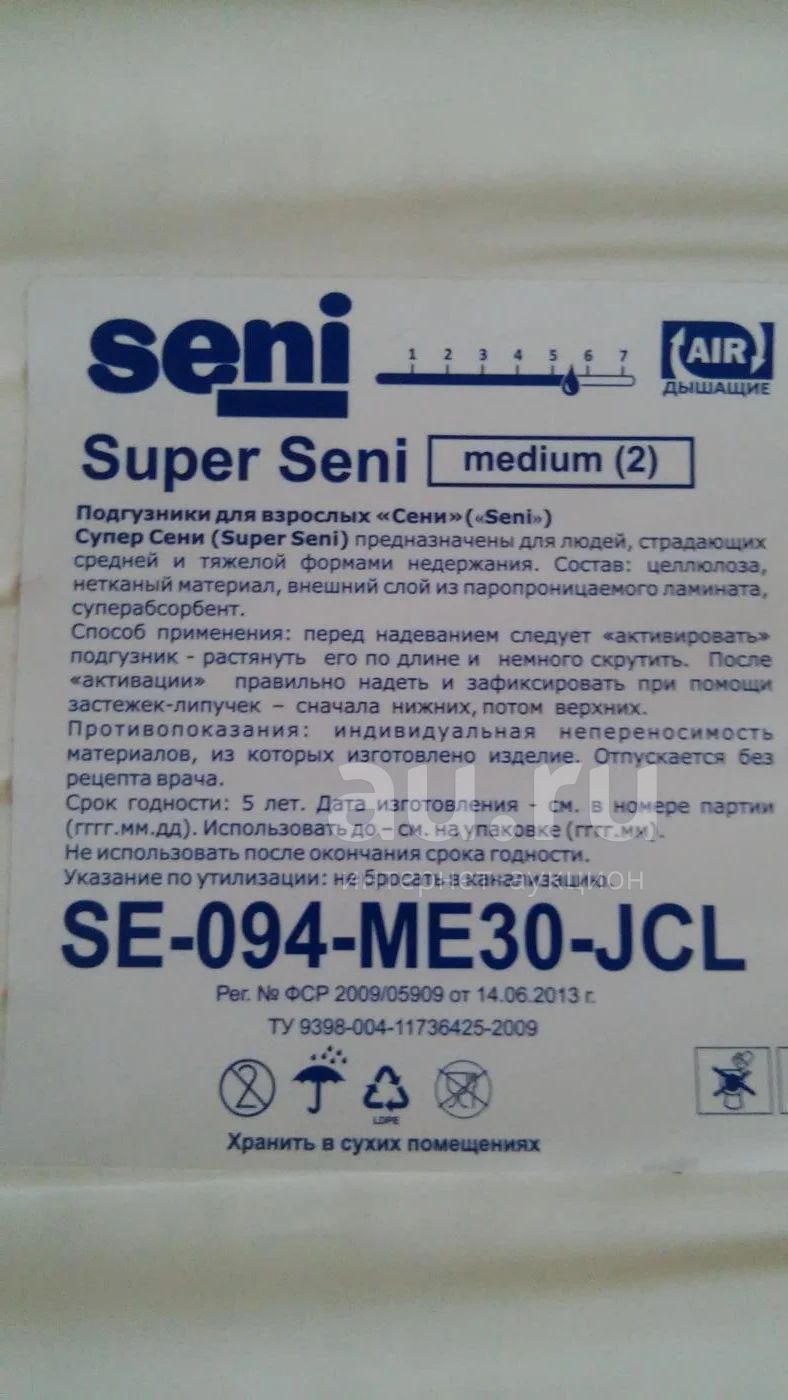 seni
1 2 3 4 5 6 7
AIR
ДЫШАЩИЕ
Super Seni medium (2)
Подгузники для взрослых «Сени» («Seni»)
Супер Сени (Super Seni) предназначены для людей, страдающих
средней и тяжелой формами недержания. Состав: целлюлоза,
нетканый материал, внешний слой из паропроницаемого ламината,
суперабсорбент.
Способ применения: перед надеванием следует «активировать»
подгузник - растянуть его по длине и немного скрутить. После
«активации» правильно надеть и зафиксировать при помощи
застежек-липучек – сначала нижних, потом верхних.
Противопоказания: индивидуальная непереносимость
материалов, из которых изготовлено изделие. Отпускается без
рецепта врача.
Срок годности: 5 лет. Дата изготовления - см. в номере партии
(гггг.мм.дд). Использовать до – см. на упаковке (гггг.мм).
Не использовать после окончания срока годности.
Указание по утилизации: не бросать в канализацию.
au.ru
интернет-аукцион
SE-094-ME30-JCL
Рег. № ФСР 2009/05909 от 14.06.2013 г.
ТУ 9398-004-11736425-2009
2
LDPE
Хранить в сухих помещениях